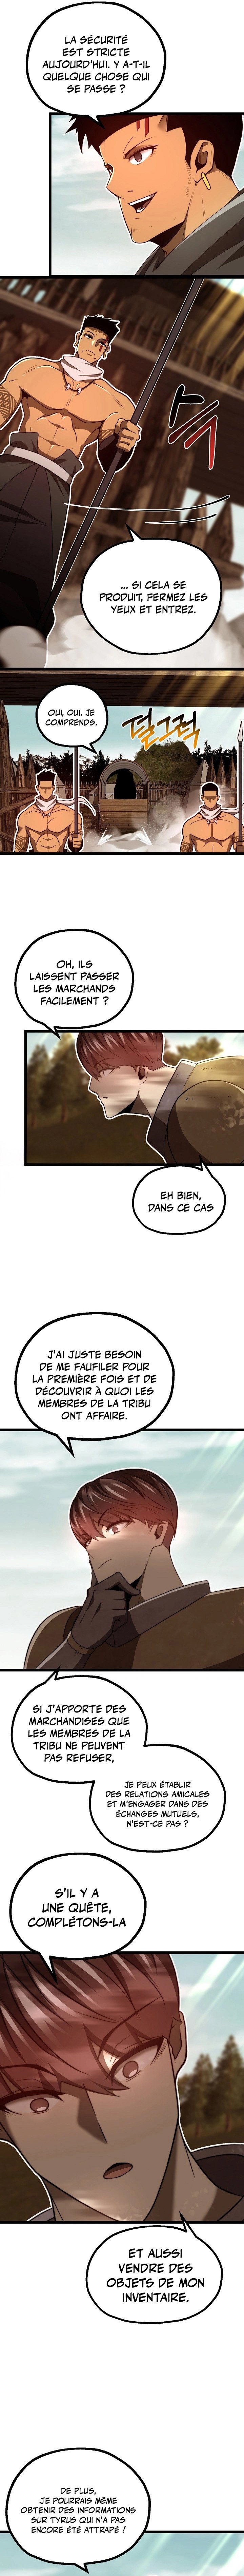 LA SÉCURITÉ
EST STRICTE
AUJOURD'HUI. Y A-T-IL
QUELQUE CHOSE QUI
SE PASSE ?
... SI CELA SE
PRODUIT, FERMEZ LES
YEUX ET ENTREZ.
OUI, OUI. JE
COMPRENDS.
덜그럭
OH, ILS
LAISSENT PASSER
LES MARCHANDS
FACILEMENT ?
EH BIEN,
DANS CE CAS
J'AI JUSTE BESOIN
DE ME FAUFILER POUR
LA PREMIÈRE FOIS ET DE
DÉCOUVRIR À QUOI LES
MEMBRES DE LA TRIBU
ONT AFFAIRE.
SI J'APPORTE DES
MARCHANDISES QUE
LES MEMBRES DE LA
TRIBU NE PEUVENT
PAS REFUSER,
JE PEUX ÉTABLIR
DES RELATIONS AMICALES
ET M'ENGAGER DANS DES
ÉCHANGES MUTUELS,
N'EST-CE PAS ?
S'IL Y A
UNE QUÊTE,
COMPLÉTONS-LA
ET AUSSI
VENDRE DES
OBJETS DE MON
INVENTAIRE.
DE PLUS,
JE POURRAIS MÊME
OBTENIR DES INFORMATIONS
SUR TYRUS QUI N'A PAS
ENCORE ÉTÉ ATTRAPÉ !